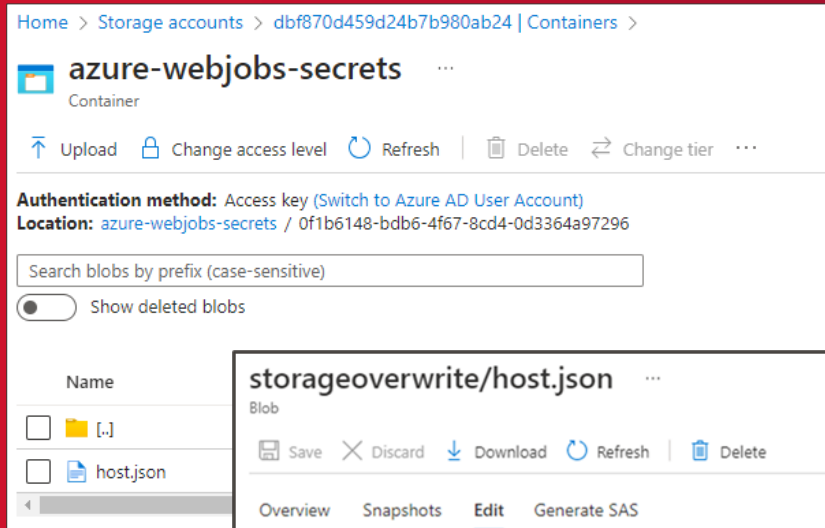 Home > Storage accounts > dbf870d459d24b7b980ab24 | Containers >
azure-webjobs-secrets ...
Container
Upload Change access level Refresh Delete Change tier ...
Authentication method: Access key (Switch to Azure AD User Account)
Location: azure-webjobs-secrets / 0f1b6148-bdb6-4f67-8cd4-0d3364a97296
Search blobs by prefix (case-sensitive)
Show deleted blobs
Name
[..]
host.json
storageoverwrite/host.json ...
Blob
Save Discard Download Refresh Delete
Overview Snapshots Edit Generate SAS